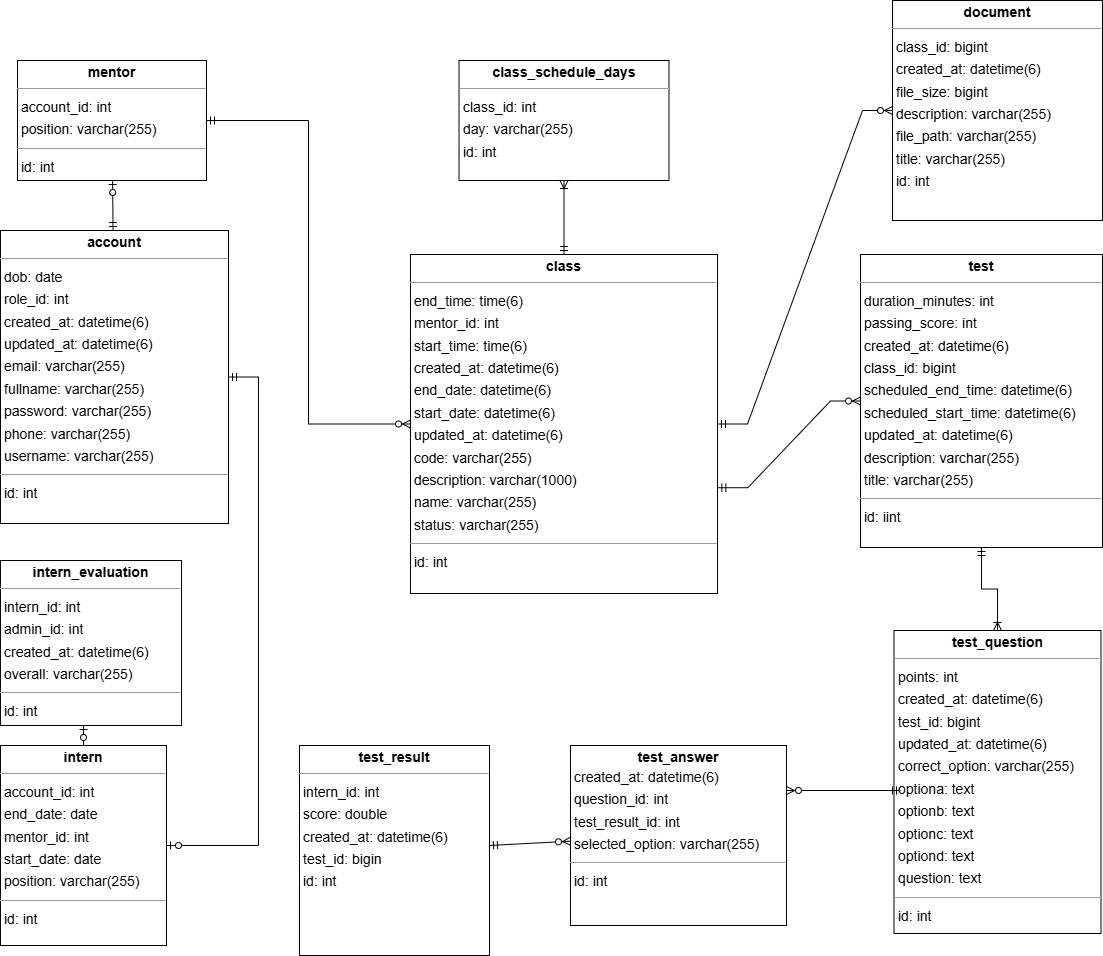 mentor
account_id: int
position: varchar(255)
id: int
account
dob: date
role_id: int
created_at: datetime(6)
updated_at: datetime(6)
email: varchar(255)
fullname: varchar(255)
password: varchar(255)
phone: varchar(255)
username: varchar(255)
id: int
intern_evaluation
intern_id: int
admin_id: int
created_at: datetime(6)
overall: varchar(255)
id: int
intern
account_id: int
end_date: date
mentor_id: int
start_date: date
position: varchar(255)
id: int
class_schedule_days
class_id: int
day: varchar(255)
id: int
class
end_time: time(6)
mentor_id: int
start_time: time(6)
created_at: datetime(6)
end_date: datetime(6)
start_date: datetime(6)
updated_at: datetime(6)
code: varchar(255)
description: varchar(1000)
name: varchar(255)
status: varchar(255)
id: int
test_result
intern_id: int
score: double
created_at: datetime(6)
test_id: bigin
id: int
test_answer
created_at: datetime(6)
question_id: int
test_result_id: int
selected_option: varchar(255)
id: int
document
class_id: bigint
created_at: datetime(6)
file_size: bigint
description: varchar(255)
file_path: varchar(255)
title: varchar(255)
id: int
test
duration_minutes: int
passing_score: int
created_at: datetime(6)
class_id: bigint
scheduled_end_time: datetime(6)
scheduled_start_time: datetime(6)
updated_at: datetime(6)
description: varchar(255)
title: varchar(255)
id: iint
test_question
points: int
created_at: datetime(6)
test_id: bigint
updated_at: datetime(6)
correct_option: varchar(255)
optiona: text
optionb: text
optionc: text
optiond: text
question: text
id: int